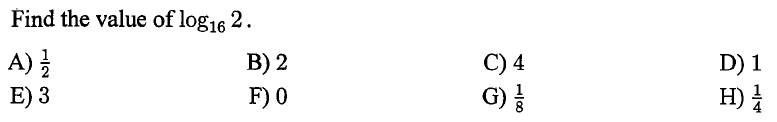 Find the value of log₁₆ 2.
A) 1/2 B) 2 C) 4 D) 1
E) 3 F) 0 G) 1/8 H) 1/4